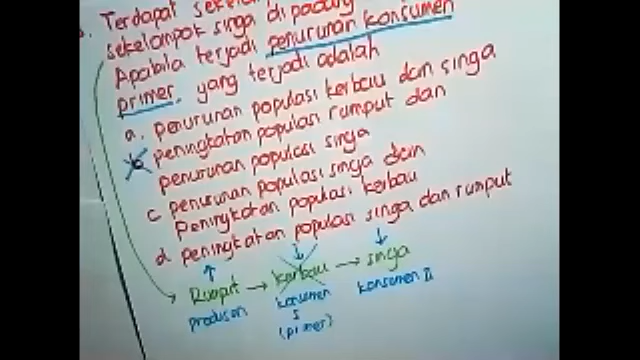 Terdapat
sekelompok singa di padang
Apabila terjadi penurunan konsumen
primer, yang terjadi adalah
a. penurunan populasi kerbau dan singa
b. peningkatan populasi rumput dan
penurunan populasi singa
c penurunan populasi singa dan
Peningkatan populasi kerbau
d. peningkatan populasi singa dan rumput
↑ ↓ ↓
Rumput → kerbau → singa
produsen konsumen konsumen II
I
(primer)